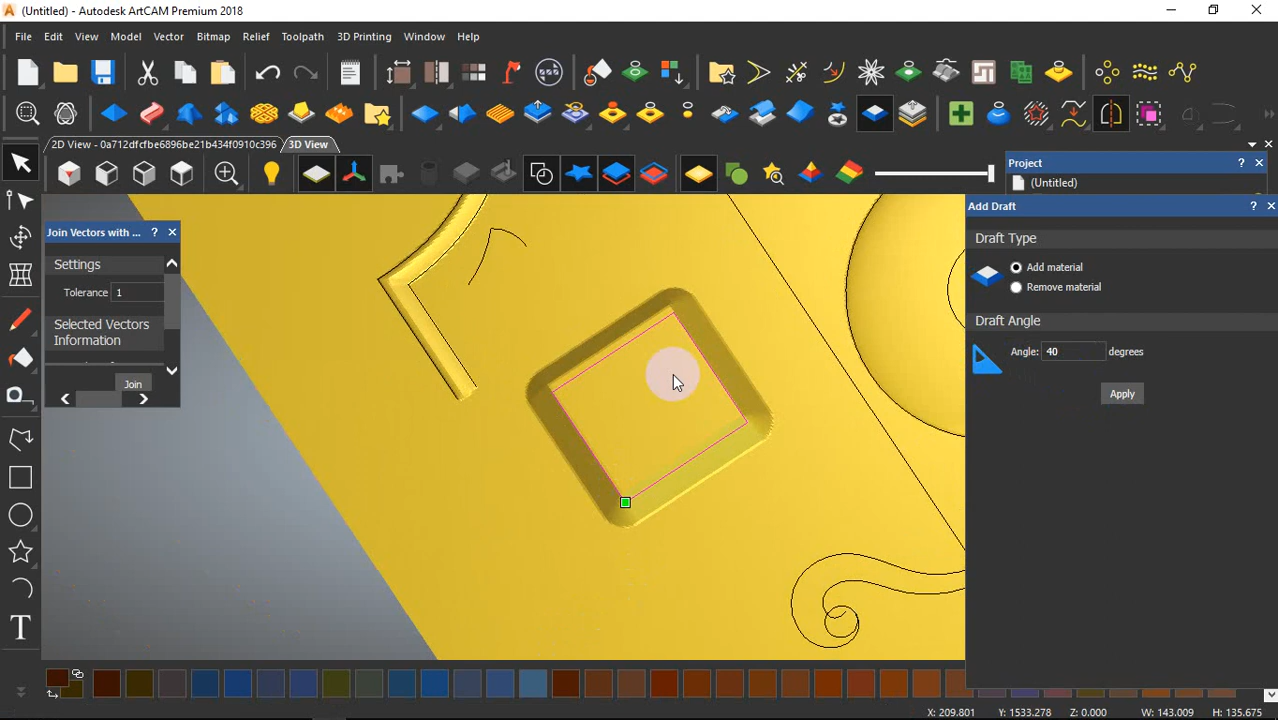 (Untitled) - Autodesk ArtCAM Premium 2018
File Edit View Model Vector Bitmap Relief Toolpath 3D Printing Window Help
2D View - 0a712dfcfbe6896be21b434f0910c396 3D View
Project
(Untitled)
Join Vectors with ... ?
Settings
Tolerance 1
Selected Vectors
Information
Join
Add Draft ?
Draft Type
Add material
Remove material
Draft Angle
Angle: 40 degrees
Apply
T
X: 209.801 Y: 1533.278 Z: 0.000 W: 143.009 H: 135.675